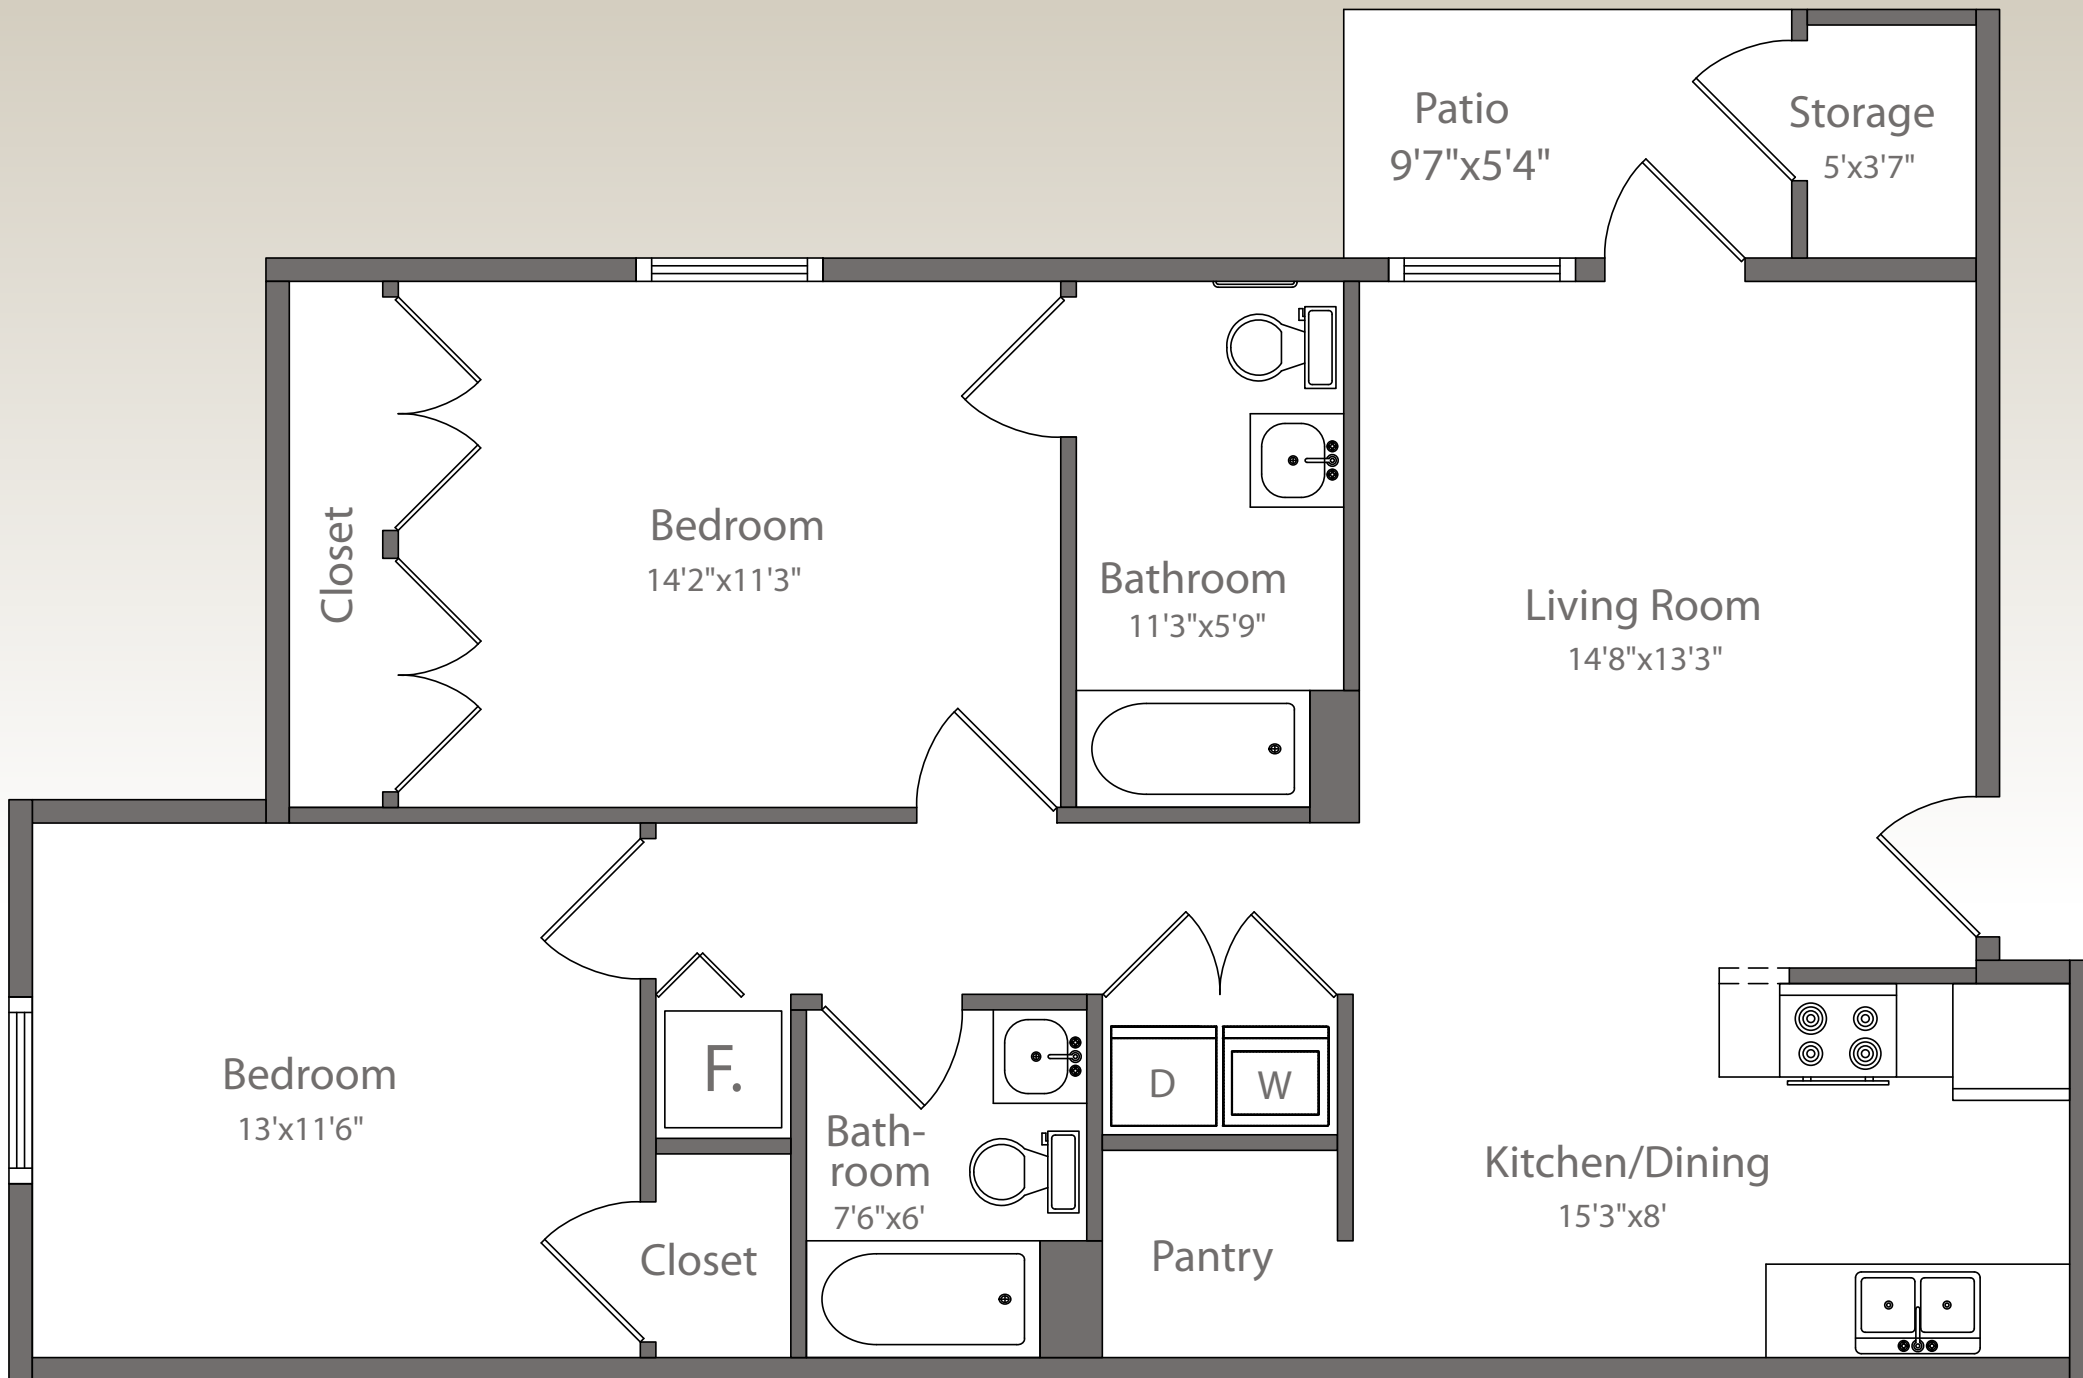 Patio
9'7"x5'4"
Storage
5'x3'7"
Closet
Bedroom
14'2"x11'3"
Bathroom
11'3"x5'9"
Living Room
14'8"x13'3"
Bedroom
13'x11'6"
F.
Closet
Bath-
room
7'6"x6'
D
W
Pantry
Kitchen/Dining
15'3"x8'